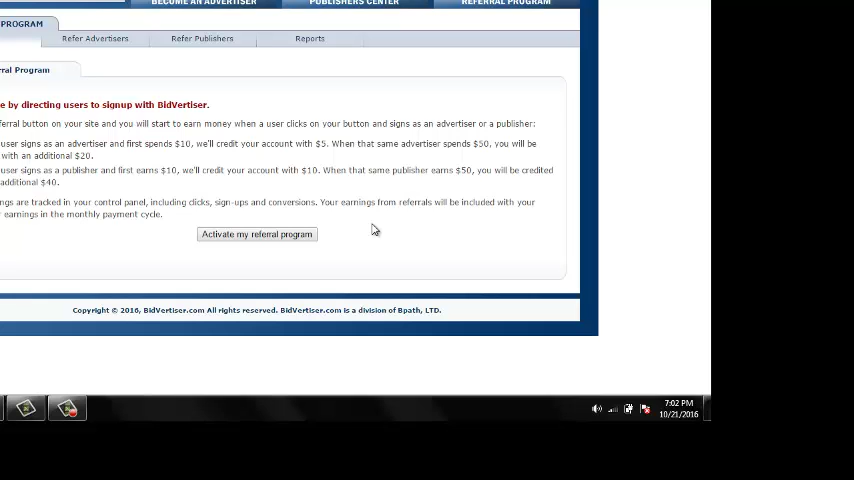 BECOME AN ADVERTISER PUBLISHERS CENTER REFERRAL PROGRAM
PROGRAM
Refer Advertisers Refer Publishers Reports
rral Program
e by directing users to signup with BidVertiser.
ferral button on your site and you will start to earn money when a user clicks on your button and signs as an advertiser or a publisher:
user signs as an advertiser and first spends $10, we'll credit your account with $5. When that same advertiser spends $50, you will be
with an additional $20.
user signs as a publisher and first earns $10, we'll credit your account with $10. When that same publisher earns $50, you will be credited
additional $40.
ngs are tracked in your control panel, including clicks, sign-ups and conversions. Your earnings from referrals will be included with your
r earnings in the monthly payment cycle.
Activate my referral program
Copyright © 2016, BidVertiser.com All rights reserved. BidVertiser.com is a division of Bpath, LTD.
7:02 PM
10/21/2016